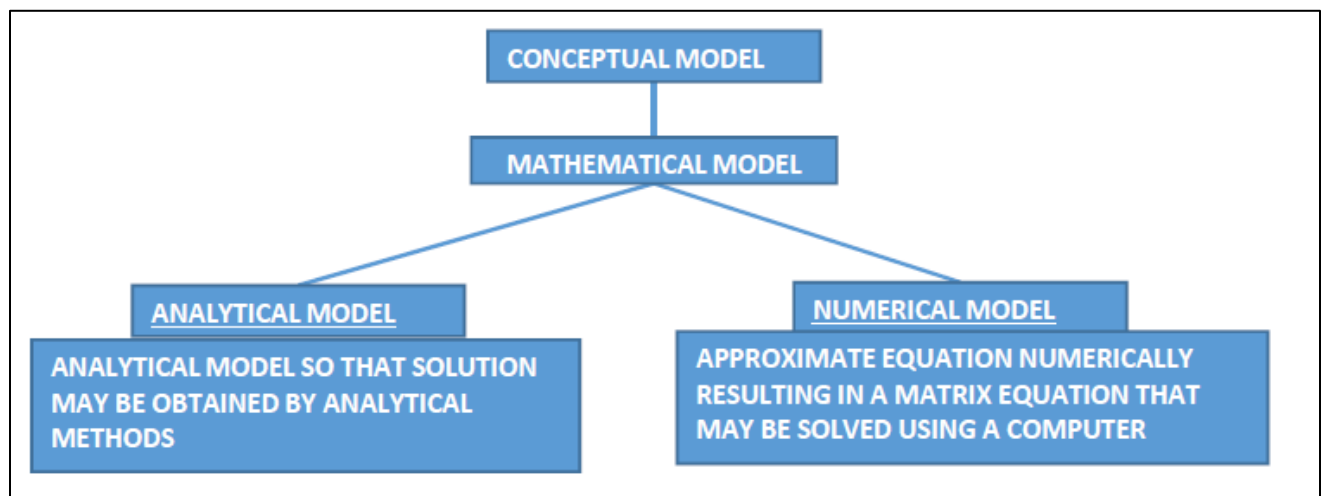 CONCEPTUAL MODEL
MATHEMATICAL MODEL
ANALYTICAL MODEL
ANALYTICAL MODEL SO THAT SOLUTION
MAY BE OBTAINED BY ANALYTICAL
METHODS
NUMERICAL MODEL
APPROXIMATE EQUATION NUMERICALLY
RESULTING IN A MATRIX EQUATION THAT
MAY BE SOLVED USING A COMPUTER